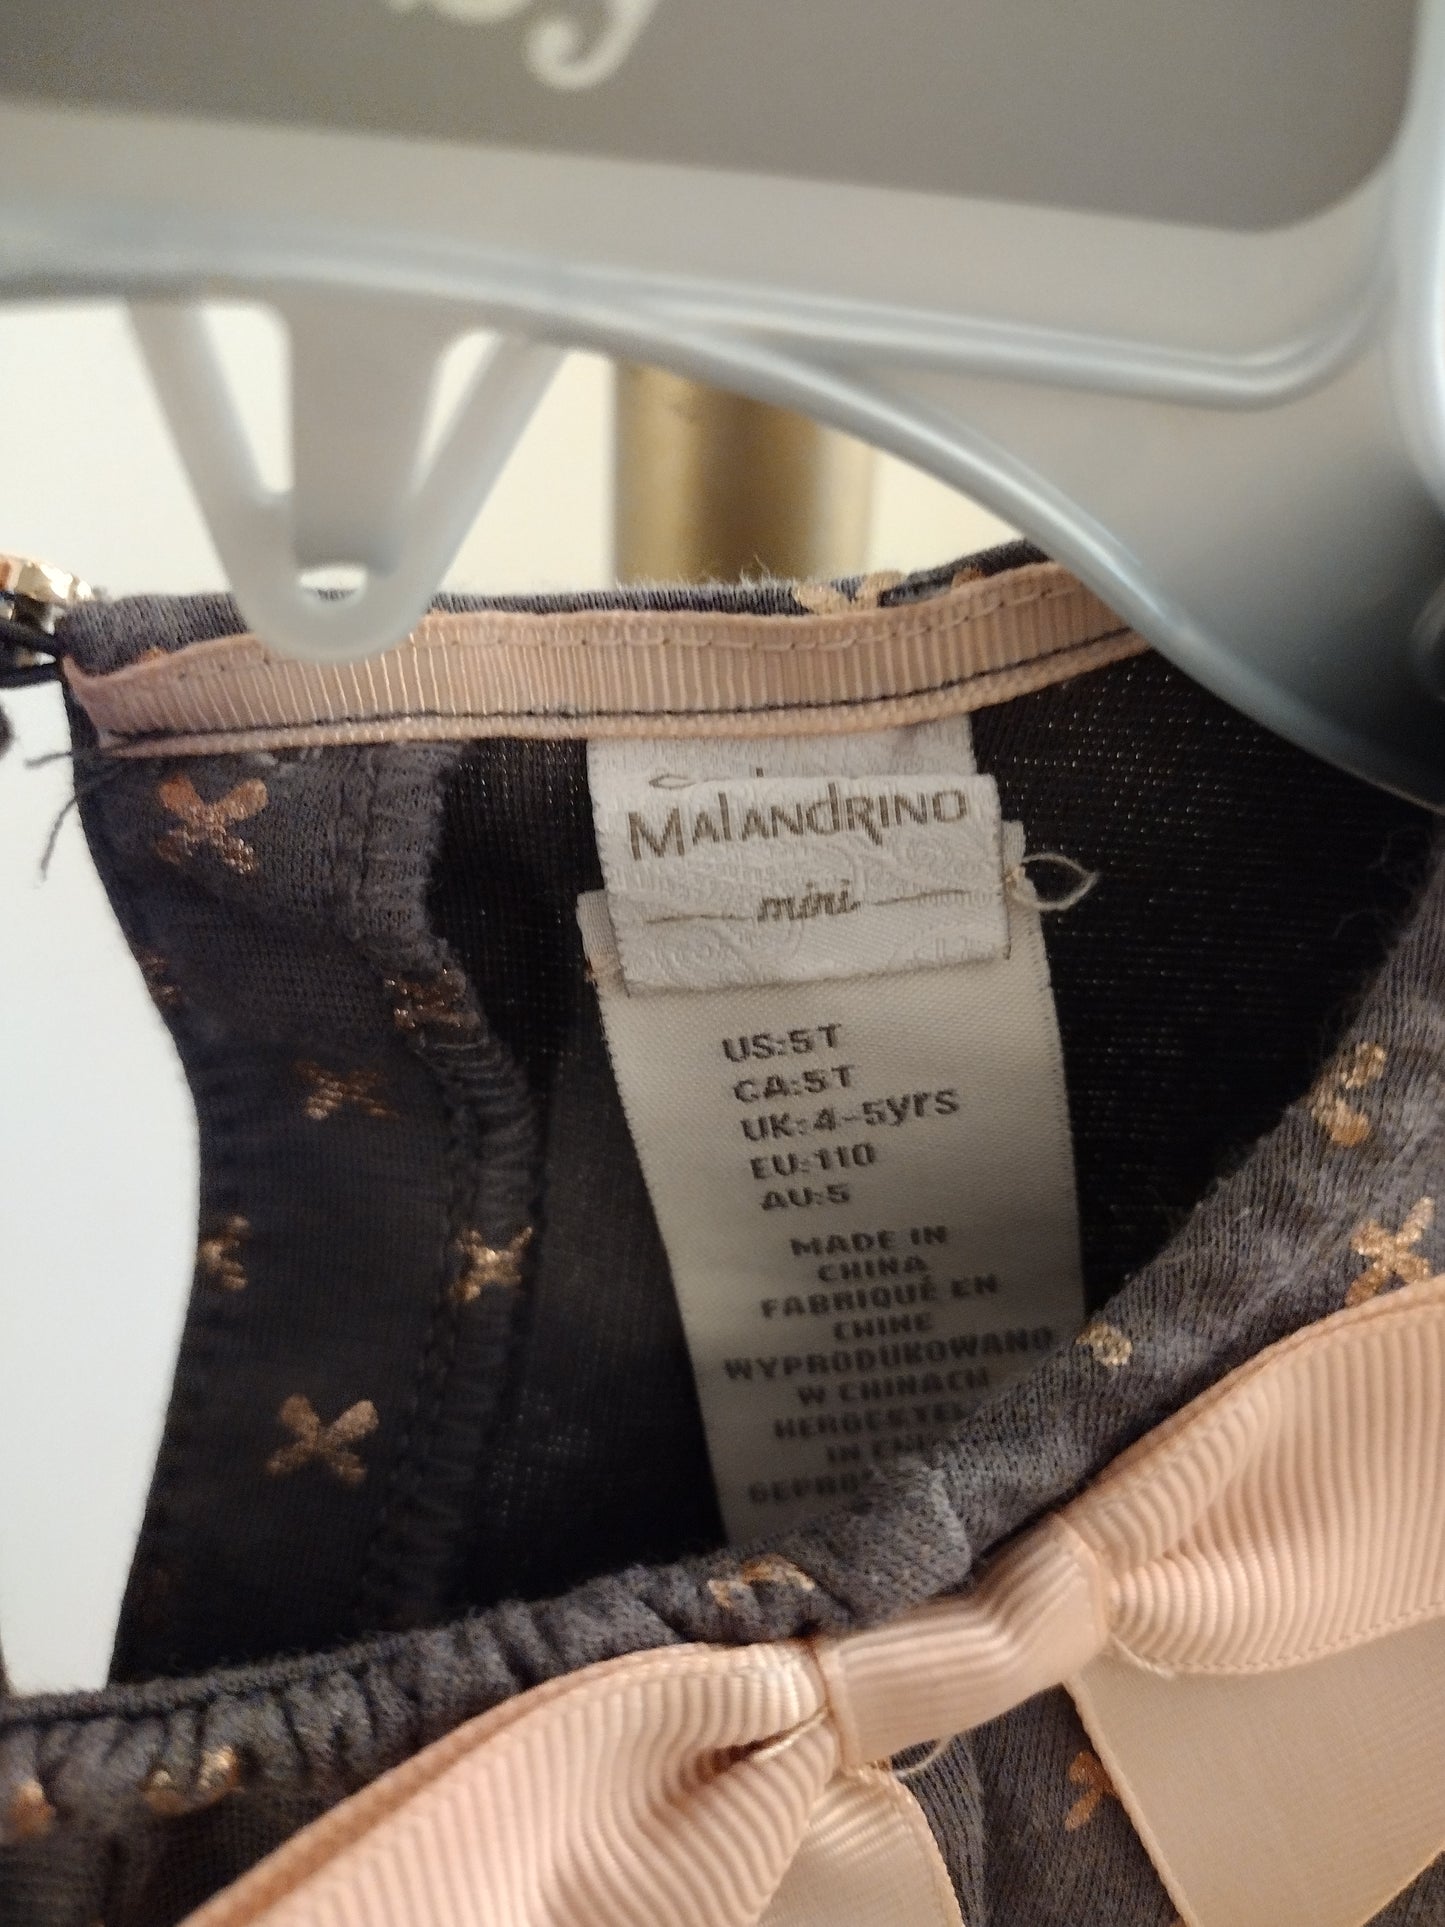 MALANDRINO
mini
US:5T
CA:5T
UK:4-5yrs
EU:110
AU:5
MADE IN
CHINA
FABRIQUÉ EN
CHINE
WYPRODUKOWANO
W CHINACH
IN